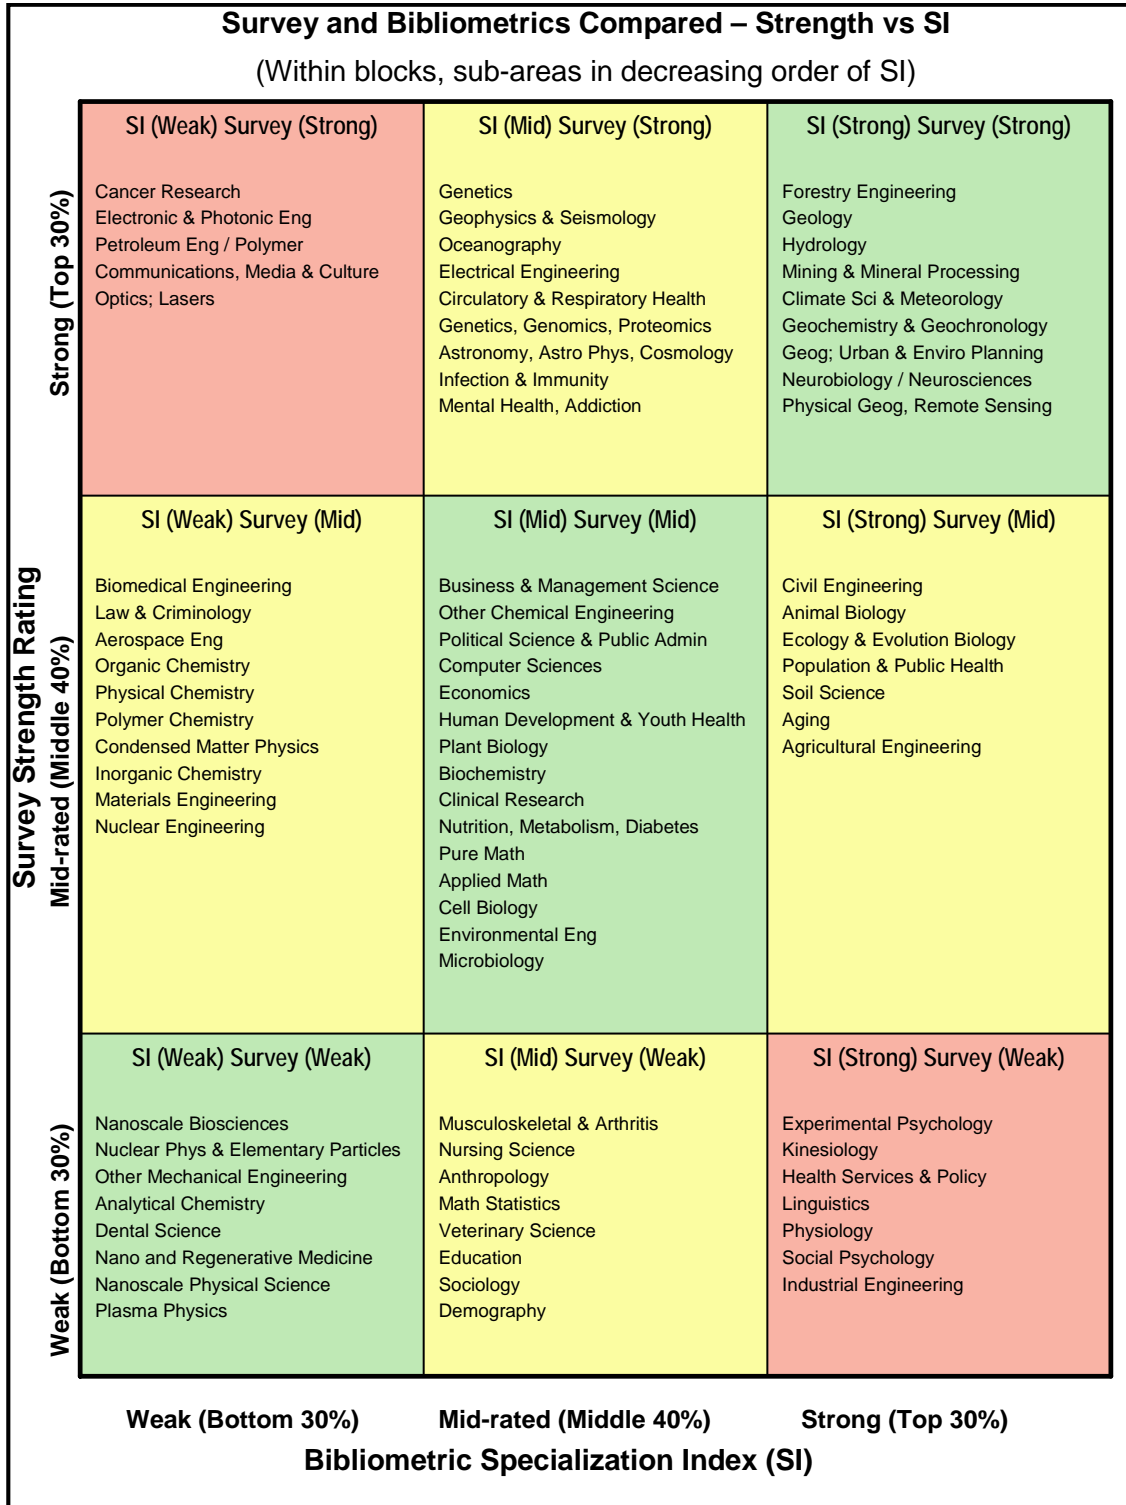 Survey and Bibliometrics Compared – Strength vs SI
(Within blocks, sub-areas in decreasing order of SI)
Survey Strength Rating
Strong (Top 30%)
SI (Weak) Survey (Strong)
Cancer Research
Electronic & Photonic Eng
Petroleum Eng / Polymer
Communications, Media & Culture
Optics; Lasers
SI (Mid) Survey (Strong)
Genetics
Geophysics & Seismology
Oceanography
Electrical Engineering
Circulatory & Respiratory Health
Genetics, Genomics, Proteomics
Astronomy, Astro Phys, Cosmology
Infection & Immunity
Mental Health, Addiction
SI (Strong) Survey (Strong)
Forestry Engineering
Geology
Hydrology
Mining & Mineral Processing
Climate Sci & Meteorology
Geochemistry & Geochronology
Geog; Urban & Enviro Planning
Neurobiology / Neurosciences
Physical Geog, Remote Sensing
Mid-rated (Middle 40%)
SI (Weak) Survey (Mid)
Biomedical Engineering
Law & Criminology
Aerospace Eng
Organic Chemistry
Physical Chemistry
Polymer Chemistry
Condensed Matter Physics
Inorganic Chemistry
Materials Engineering
Nuclear Engineering
SI (Mid) Survey (Mid)
Business & Management Science
Other Chemical Engineering
Political Science & Public Admin
Computer Sciences
Economics
Human Development & Youth Health
Plant Biology
Biochemistry
Clinical Research
Nutrition, Metabolism, Diabetes
Pure Math
Applied Math
Cell Biology
Environmental Eng
Microbiology
SI (Strong) Survey (Mid)
Civil Engineering
Animal Biology
Ecology & Evolution Biology
Population & Public Health
Soil Science
Aging
Agricultural Engineering
Weak (Bottom 30%)
SI (Weak) Survey (Weak)
Nanoscale Biosciences
Nuclear Phys & Elementary Particles
Other Mechanical Engineering
Analytical Chemistry
Dental Science
Nano and Regenerative Medicine
Nanoscale Physical Science
Plasma Physics
SI (Mid) Survey (Weak)
Musculoskeletal & Arthritis
Nursing Science
Anthropology
Math Statistics
Veterinary Science
Education
Sociology
Demography
SI (Strong) Survey (Weak)
Experimental Psychology
Kinesiology
Health Services & Policy
Linguistics
Physiology
Social Psychology
Industrial Engineering
Weak (Bottom 30%)
Mid-rated (Middle 40%)
Strong (Top 30%)
Bibliometric Specialization Index (SI)